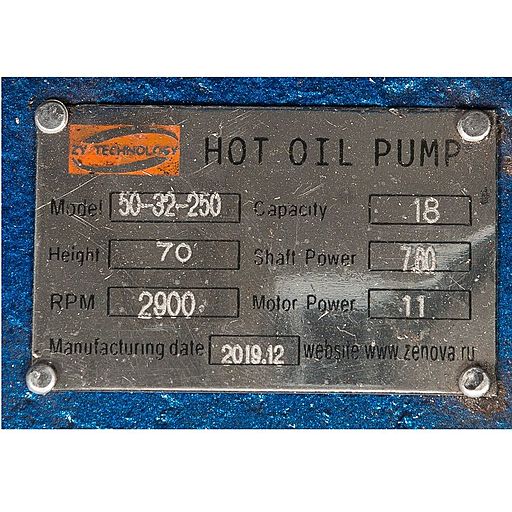 ZY TECHNOLOGY HOT OIL PUMP
Model 50-32-250 Capacity 18
Height 70 Shaft Power 7.60
RPM 2900 Motor Power 11
Manufacturing date 2019.12 website www.zenova.ru